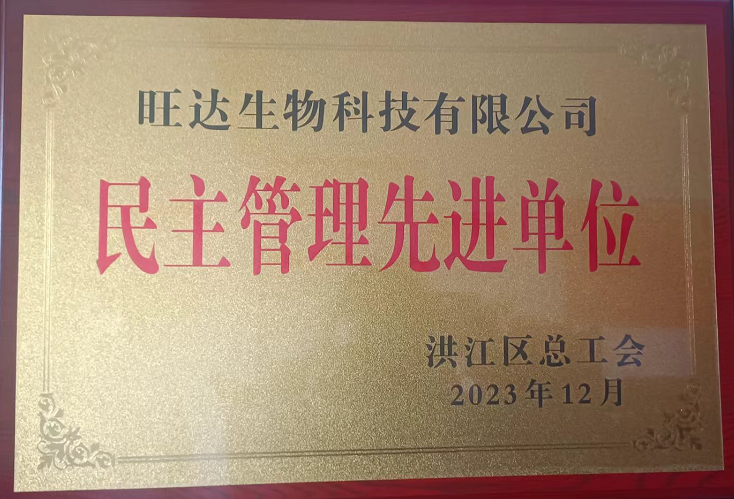 旺达生物科技有限公司
民主管理先进单位
洪江区总工会
2023年12月